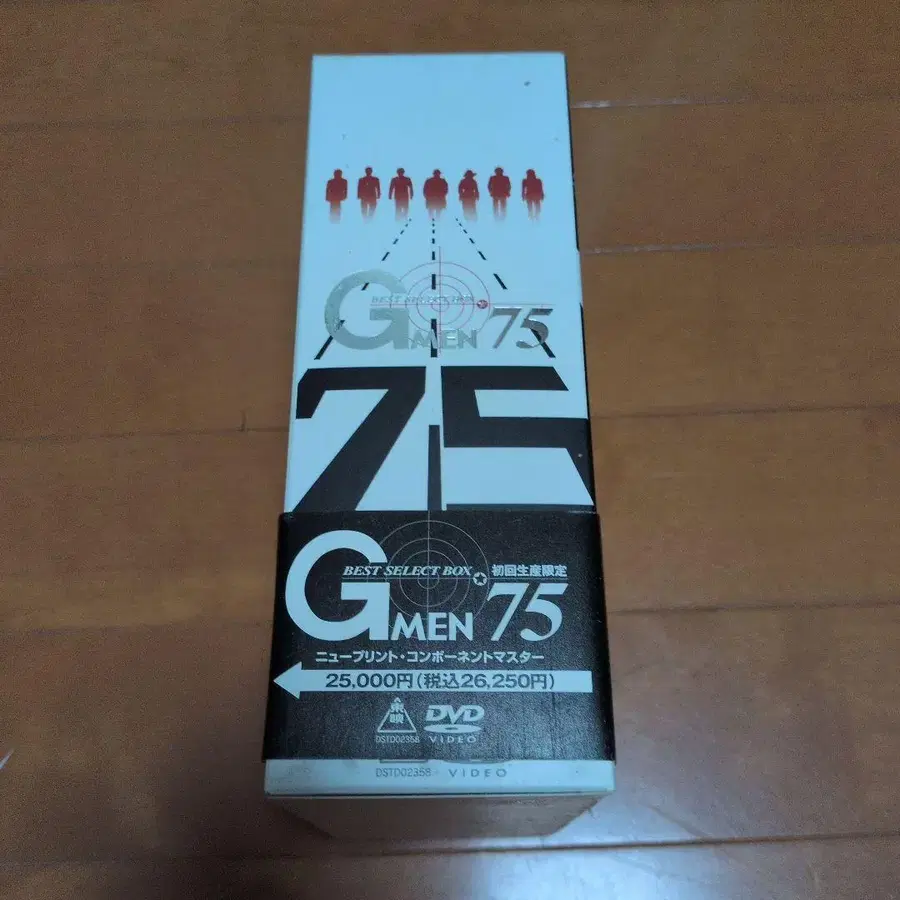 BEST SELECT BOX
G MEN 75
75
BEST SELECT BOX 初回生産限定
G MEN 75
ニュープリント・コンポーネントマスター
25,000円(税込26,250円)
東映 DVD
DSTD02358 VIDEO
DSTD02358 VIDEO